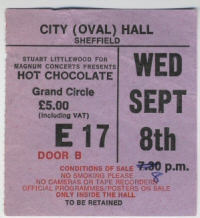 CITY (OVAL) HALL
SHEFFIELD
STUART LITTLEWOOD FOR
MAGNUM CONCERTS PRESENTS
HOT CHOCOLATE
Grand Circle
£5.00
(including VAT)
E 17
DOOR B
WED
SEPT
8th
7.30 p.m.
8
CONDITIONS OF SALE
NO SMOKING PLEASE
NO CAMERAS OR TAPE RECORDERS
OFFICIAL PROGRAMMES/POSTERS ON SALE
ONLY INSIDE THE HALL
TO BE RETAINED